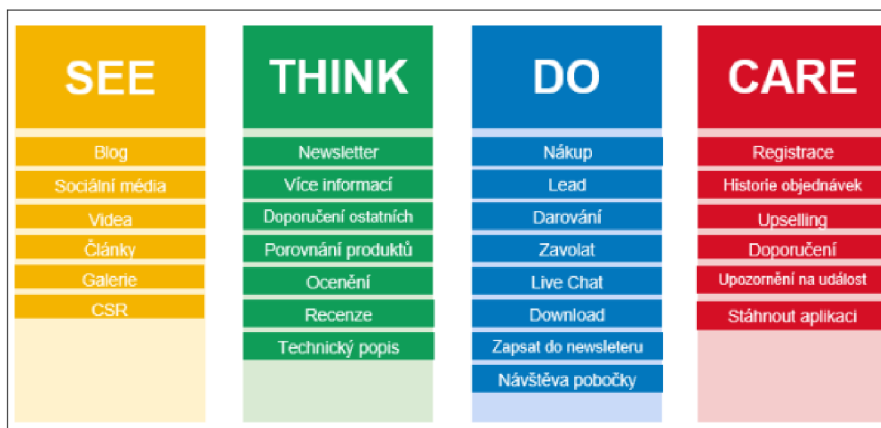 SEE
Blog
Sociální média
Videa
Články
Galerie
CSR
THINK
Newsletter
Více informací
Doporučení ostatních
Porovnání produktů
Ocenění
Recenze
Technický popis
DO
Nákup
Lead
Darování
Zavolat
Live Chat
Download
Zapsat do newsleteru
Návštěva pobočky
CARE
Registrace
Historie objednávek
Upselling
Doporučení
Upozornění na událost
Stáhnout aplikaci